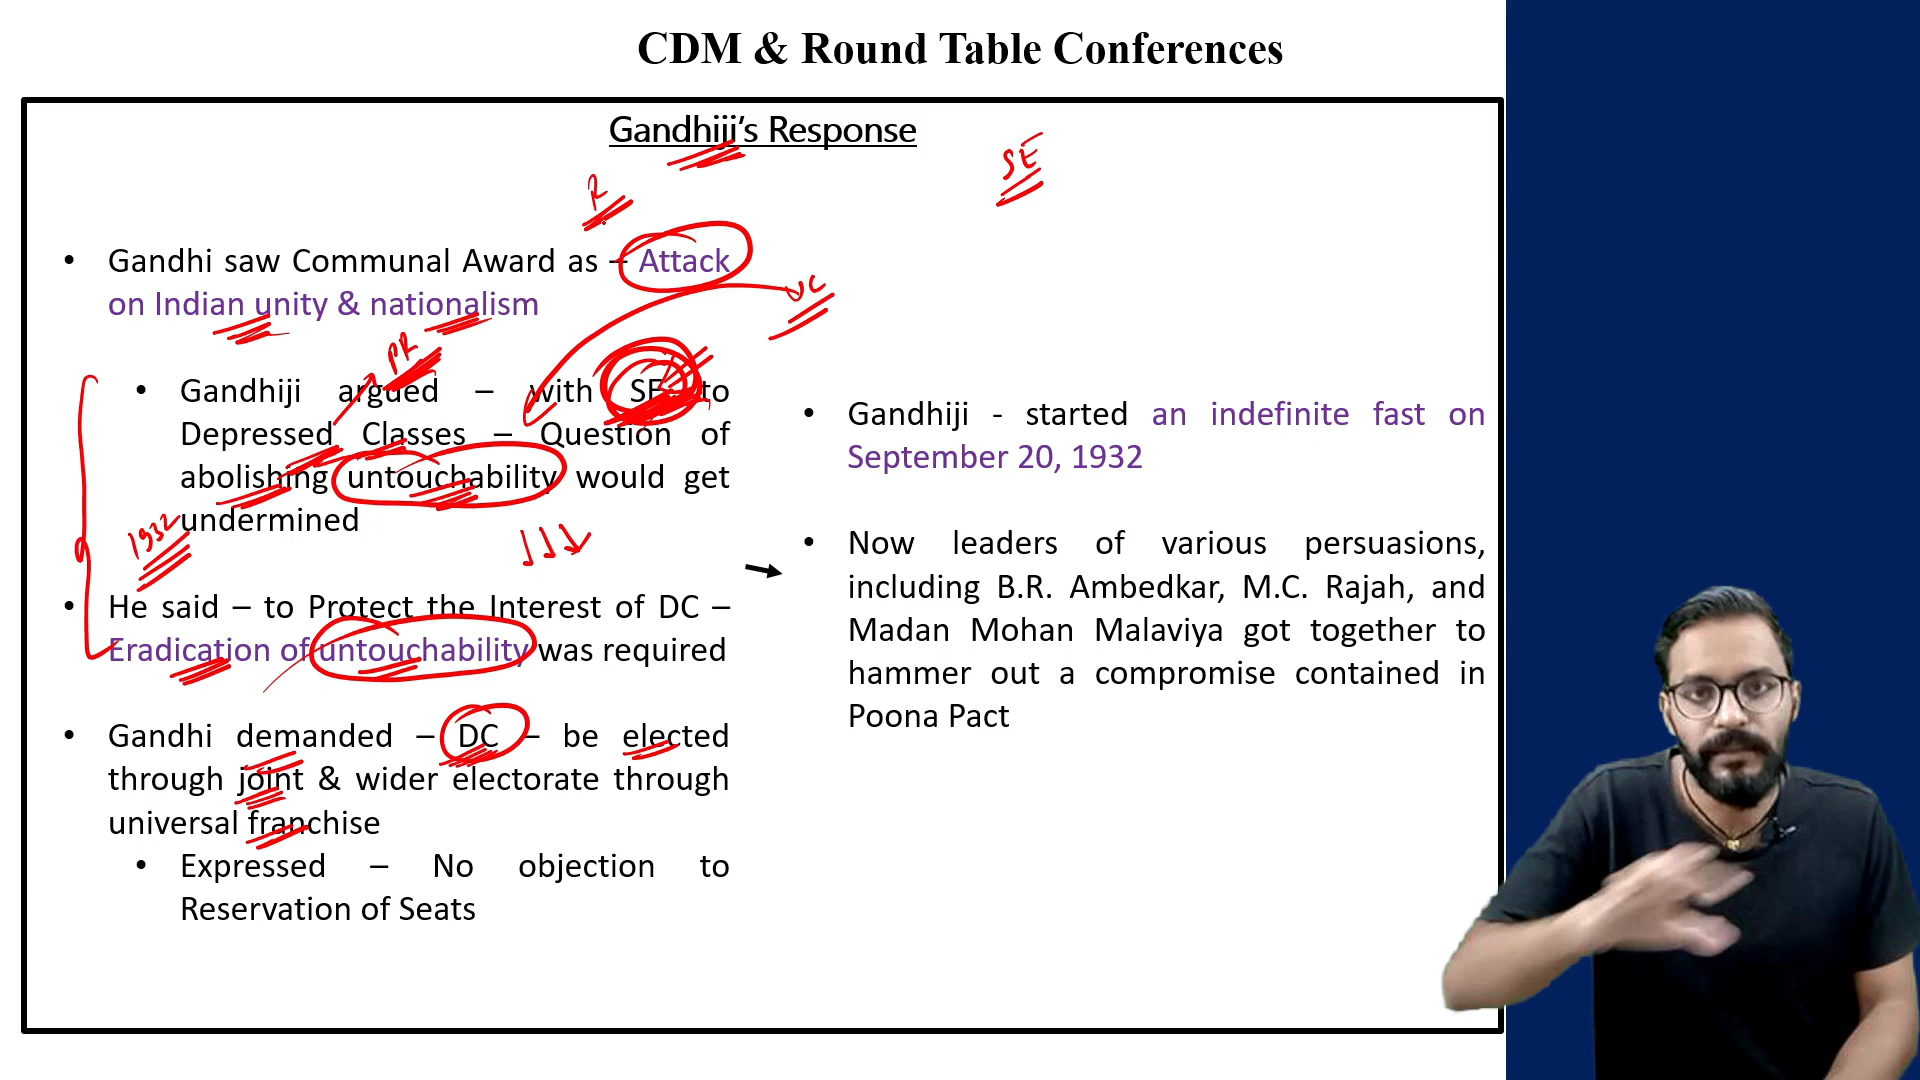 CDM & Round Table Conferences
Gandhiji's Response
SE
R
• Gandhi saw Communal Award as – Attack
on Indian unity & nationalism
UC
PR
• Gandhiji argued – with SE to
Depressed Classes – Question of
abolishing untouchability would get
undermined
1932
• He said – to Protect the Interest of DC –
Eradication of untouchability was required
• Gandhi demanded – DC – be elected
through joint & wider electorate through
universal franchise
• Expressed – No objection to
Reservation of Seats
• Gandhiji - started an indefinite fast on
September 20, 1932
• Now leaders of various persuasions,
including B.R. Ambedkar, M.C. Rajah, and
Madan Mohan Malaviya got together to
hammer out a compromise contained in
Poona Pact